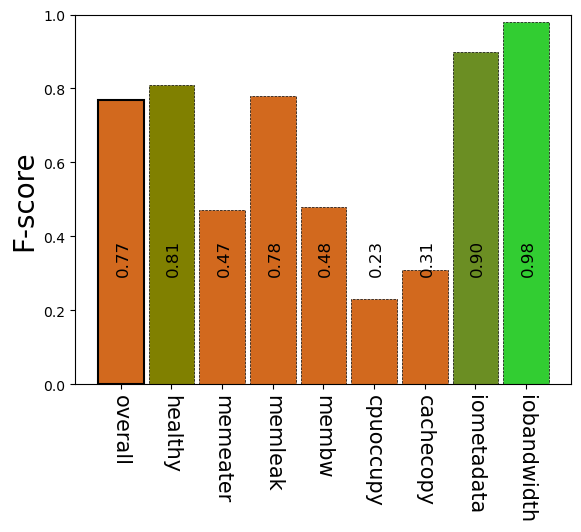 F-score
1.0
0.8
0.6
0.4
0.2
0.0
0.77
0.81
0.47
0.78
0.48
0.23
0.31
0.90
0.98
overall
healthy
memeater
memleak
membw
cpuoccupy
cachecopy
iometadata
iobandwidth